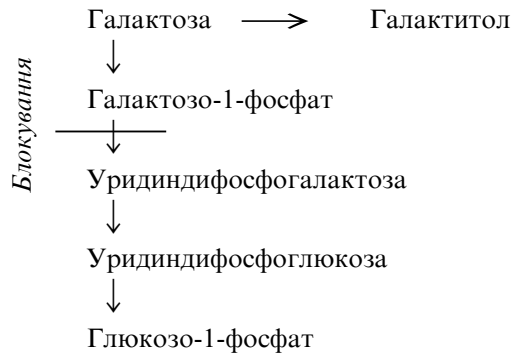 Галактоза Галактитол
Галактозо-1-фосфат
Блокування
Уридиндифосфогалактоза
Уридиндифосфоглюкоза
Глюкозо-1-фосфат